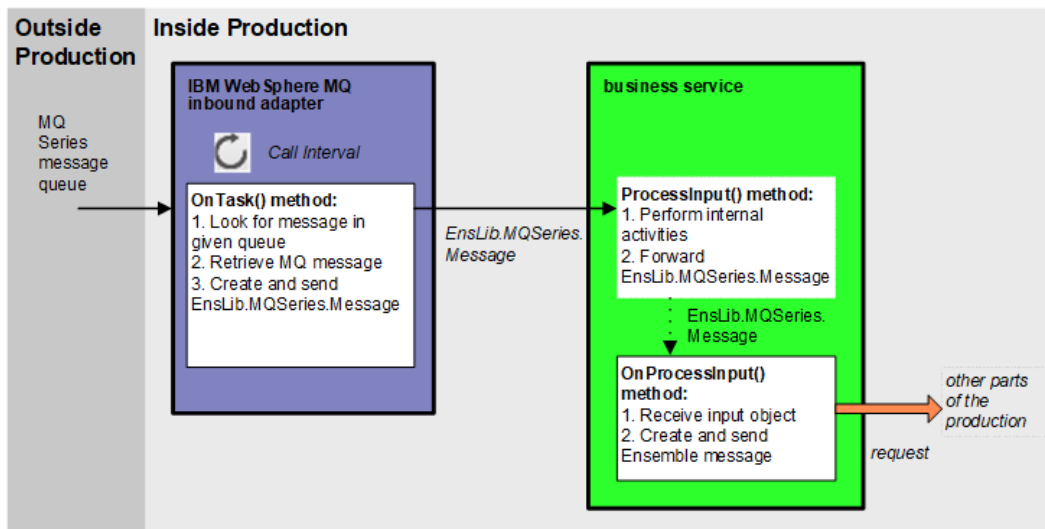 Outside
Production
Inside Production
MQ
Series
message
queue
IBM WebSphere MQ
inbound adapter
Call Interval
OnTask() method:
1. Look for message in
given queue
2. Retrieve MQ message
3. Create and send
EnsLib.MQSeries.Message
EnsLib.MQSeries.
Message
business service
ProcessInput() method:
1. Perform internal
activities
2. Forward
EnsLib.MQSeries.Message
EnsLib.MQSeries.
Message
OnProcessInput()
method:
1. Receive input object
2. Create and send
Ensemble message
request
other parts
of the
production